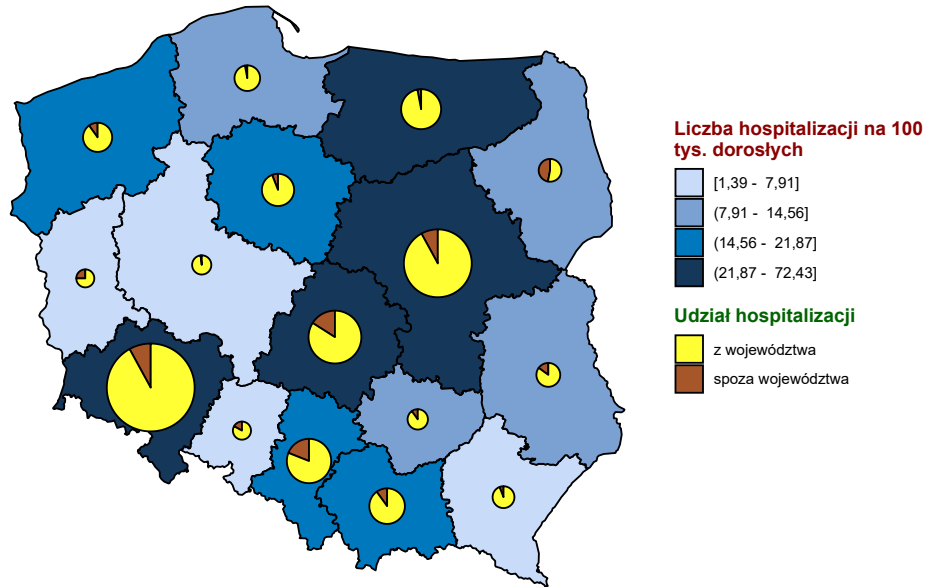 Liczba hospitalizacji na 100
tys. dorosłych
[1,39 - 7,91]
(7,91 - 14,56]
(14,56 - 21,87]
(21,87 - 72,43]
Udział hospitalizacji
z województwa
spoza województwa